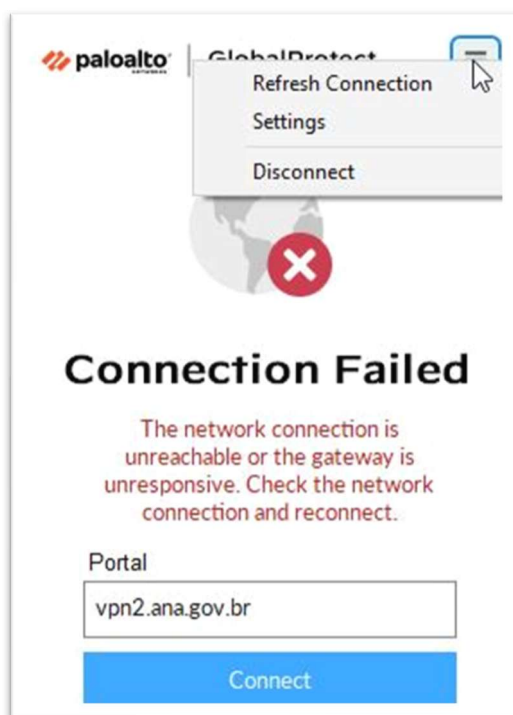 paloalto GlobalProtect
NETWORKS
Refresh Connection
Settings
Disconnect
Connection Failed
The network connection is
unreachable or the gateway is
unresponsive. Check the network
connection and reconnect.
Portal
vpn2.ana.gov.br
Connect